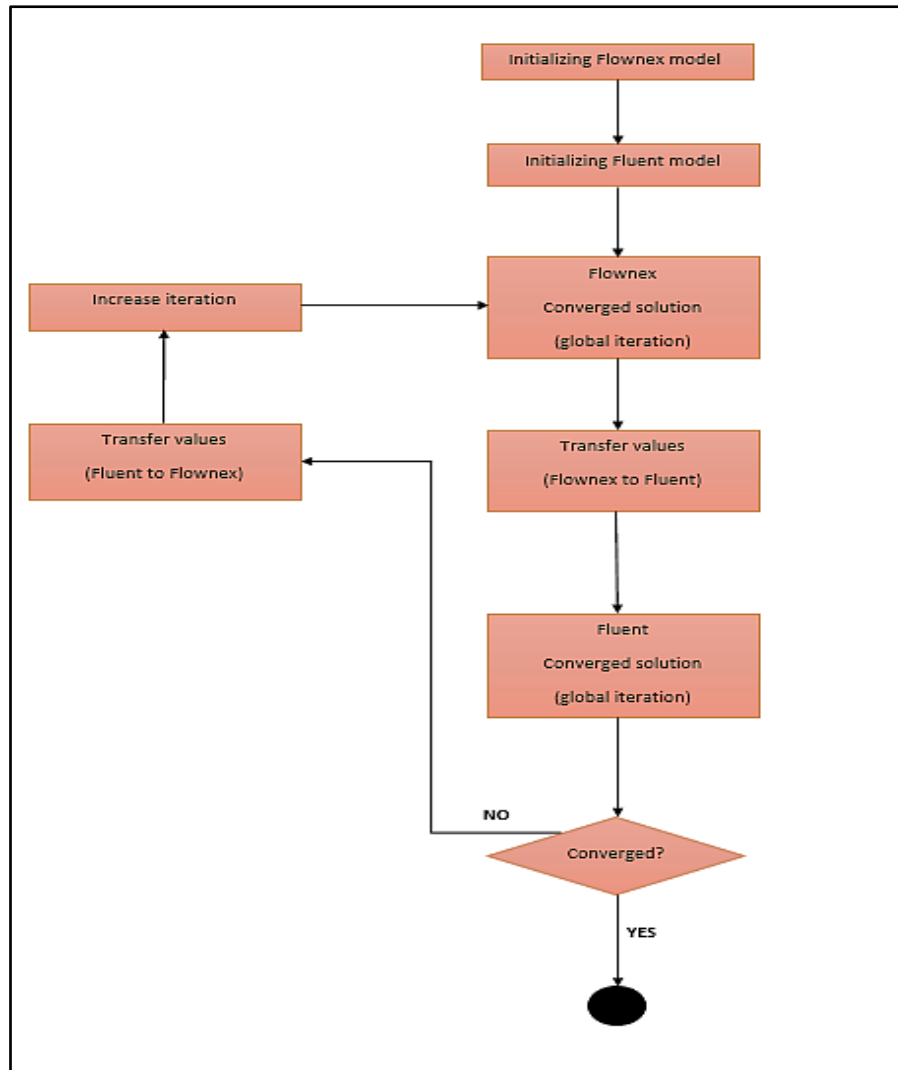 Initializing Flownex model
Initializing Fluent model
Flownex
Converged solution
(global iteration)
Increase iteration
Transfer values
(Fluent to Flownex)
Transfer values
(Flownex to Fluent)
Fluent
Converged solution
(global iteration)
NO
Converged?
YES